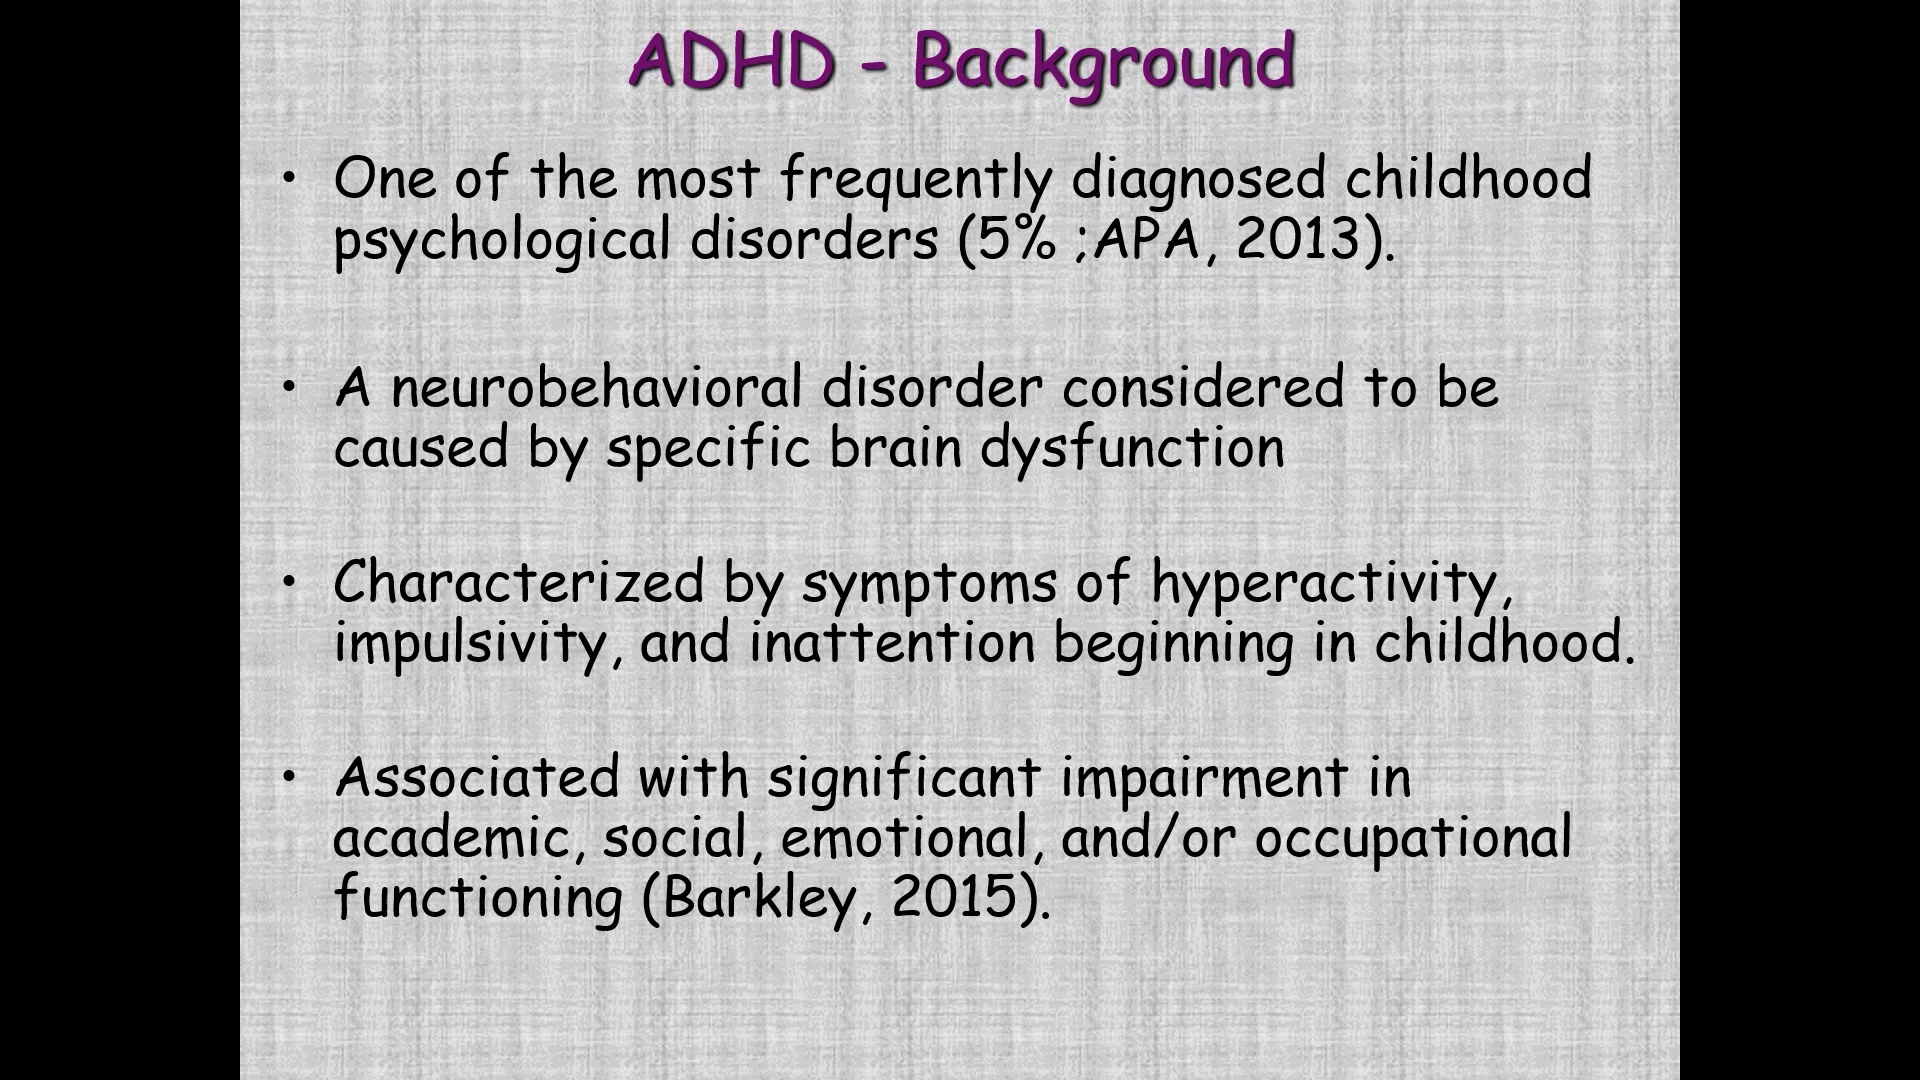 ADHD - Background
• One of the most frequently diagnosed childhood
psychological disorders (5% ;APA, 2013).
• A neurobehavioral disorder considered to be
caused by specific brain dysfunction
• Characterized by symptoms of hyperactivity,
impulsivity, and inattention beginning in childhood.
• Associated with significant impairment in
academic, social, emotional, and/or occupational
functioning (Barkley, 2015).